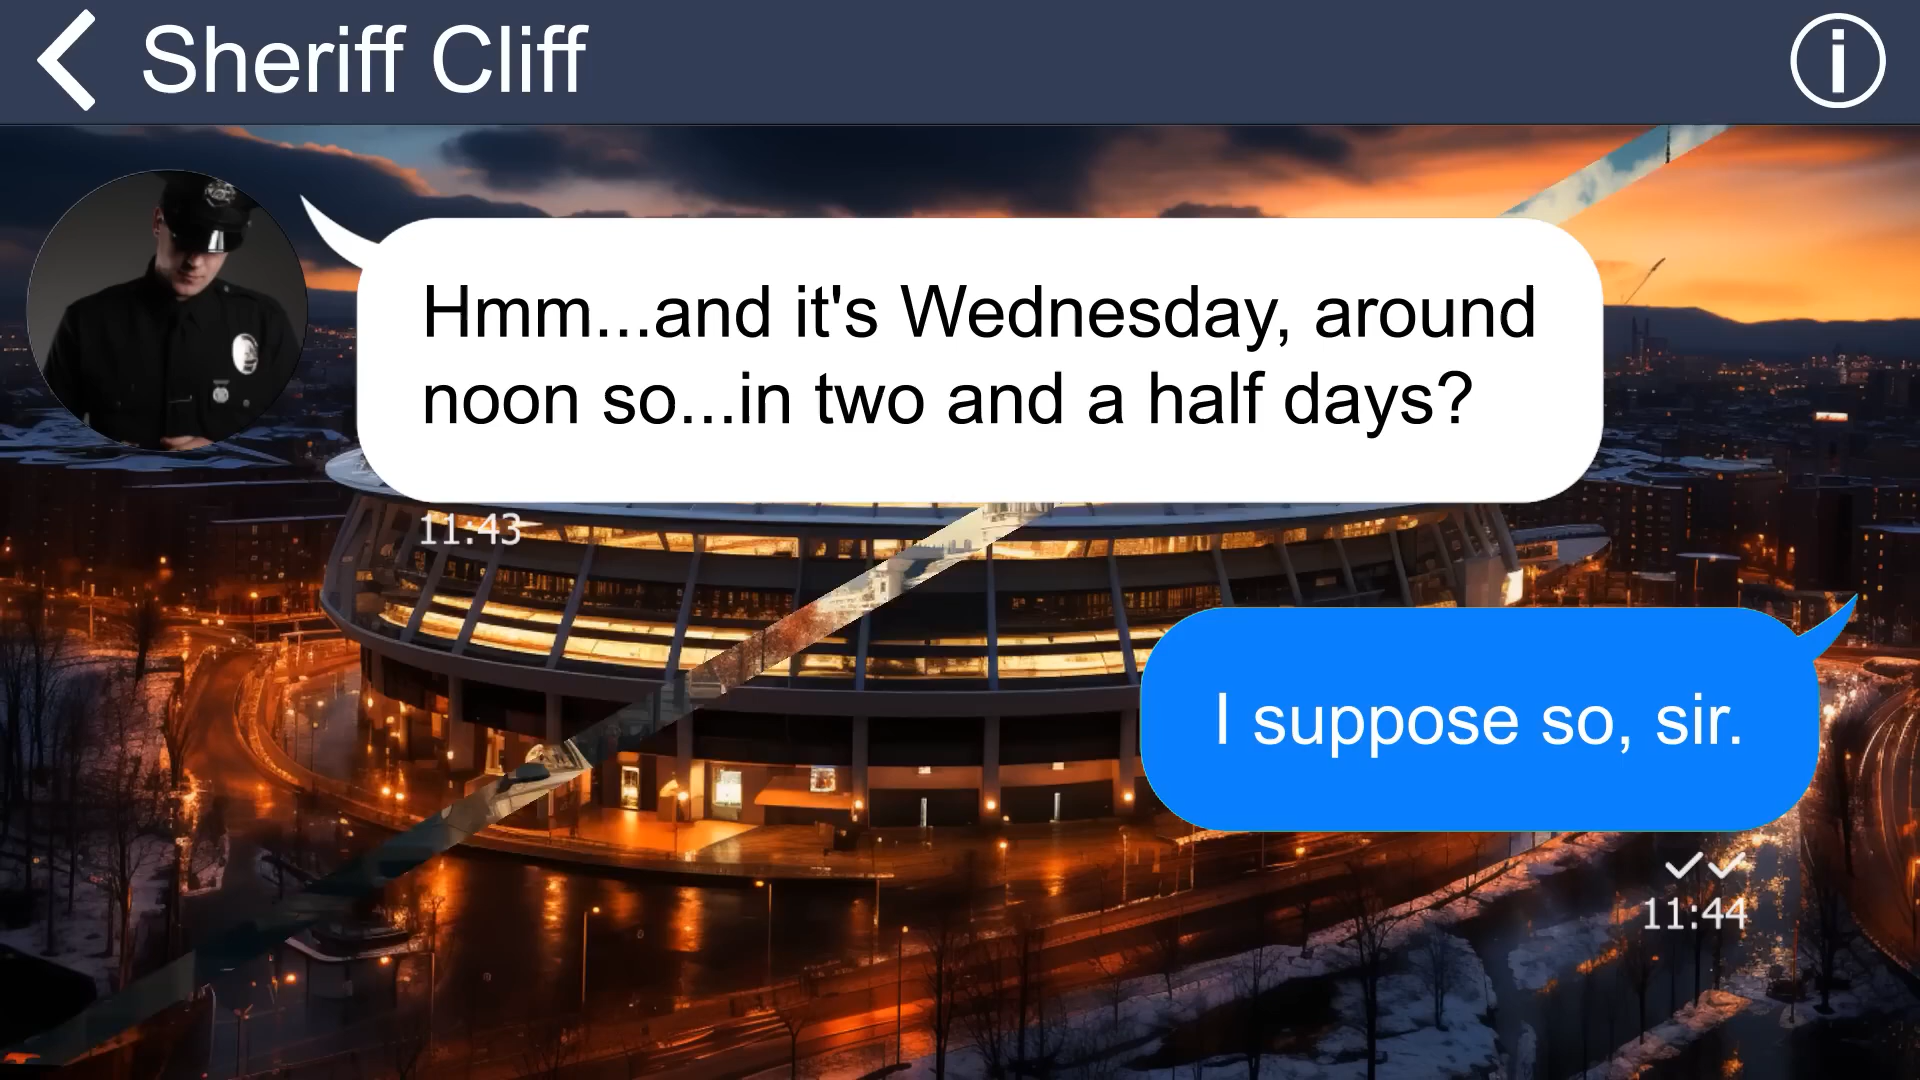 Sheriff Cliff
Hmm...and it's Wednesday, around
noon so...in two and a half days?
11:43
I suppose so, sir.
11:44